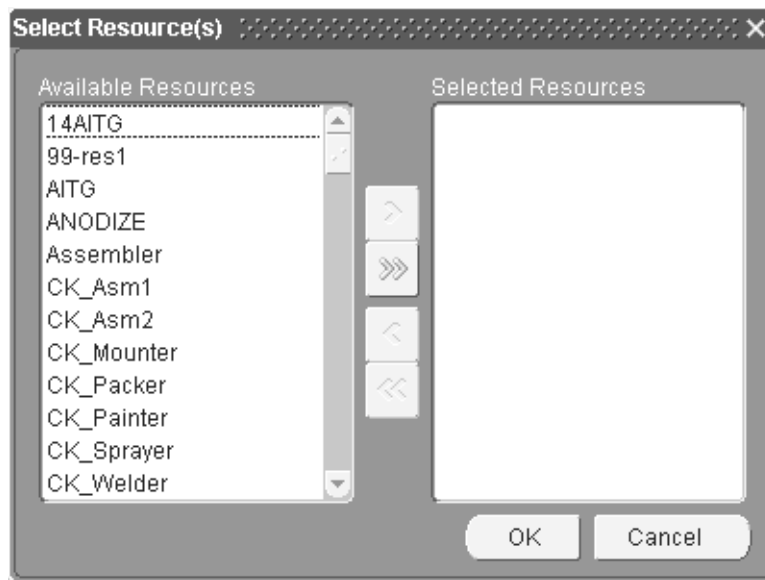 Select Resource(s)
Available Resources
Selected Resources
14AITG
99-res1
AITG
ANODIZE
Assembler
CK_Asm1
CK_Asm2
CK_Mounter
CK_Packer
CK_Painter
CK_Sprayer
CK_Welder
OK
Cancel